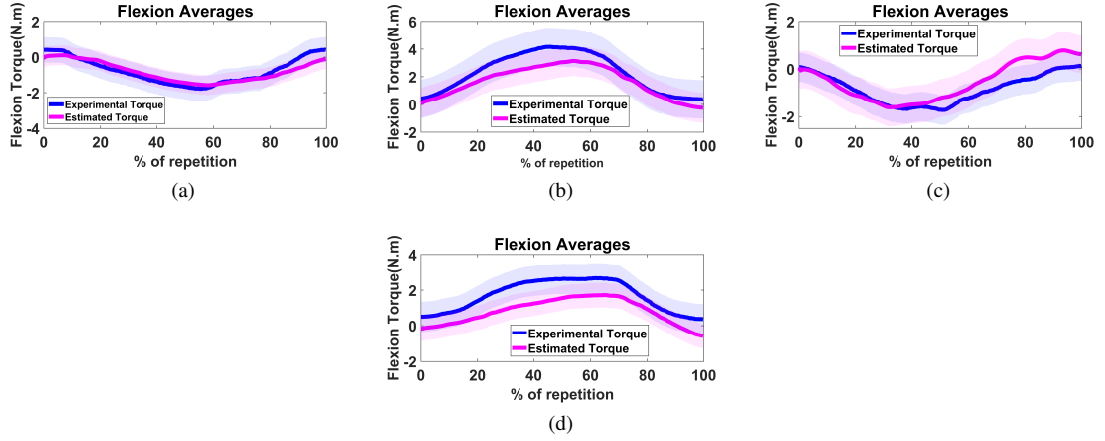 Flexion Averages
Flexion Torque(N.m)
2
0
-2
-4
Experimental Torque
Estimated Torque
0 20 40 60 80 100
% of repetition
(a)
Flexion Averages
Flexion Torque(N.m)
6
4
2
0
-2
Experimental Torque
Estimated Torque
0 20 40 60 80 100
% of repetition
(b)
Flexion Averages
Flexion Torque(N.m)
2
0
-2
Experimental Torque
Estimated Torque
0 20 40 60 80 100
% of repetition
(c)
Flexion Averages
Flexion Torque(N.m)
4
2
0
-2
Experimental Torque
Estimated Torque
0 20 40 60 80 100
% of repetition
(d)